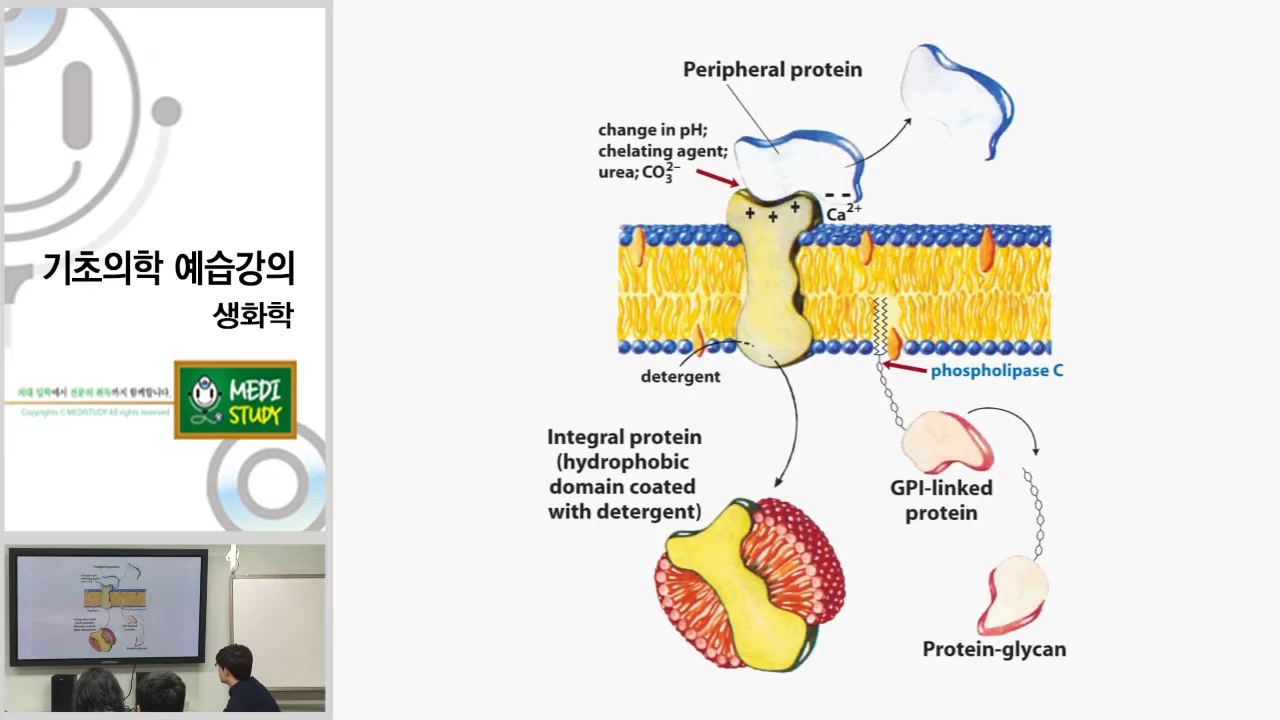 기초의학 예습강의
생화학
의대 입학에서 전문의 취득까지 함께합니다.
Copyrights © MEDISTUDY All rights reserved
MEDI
STUDY
Peripheral protein
change in pH;
chelating agent;
urea; CO₃²⁻
+ + +
- -
Ca²⁺
detergent
phospholipase C
Integral protein
(hydrophobic
domain coated
with detergent)
GPI-linked
protein
Protein-glycan